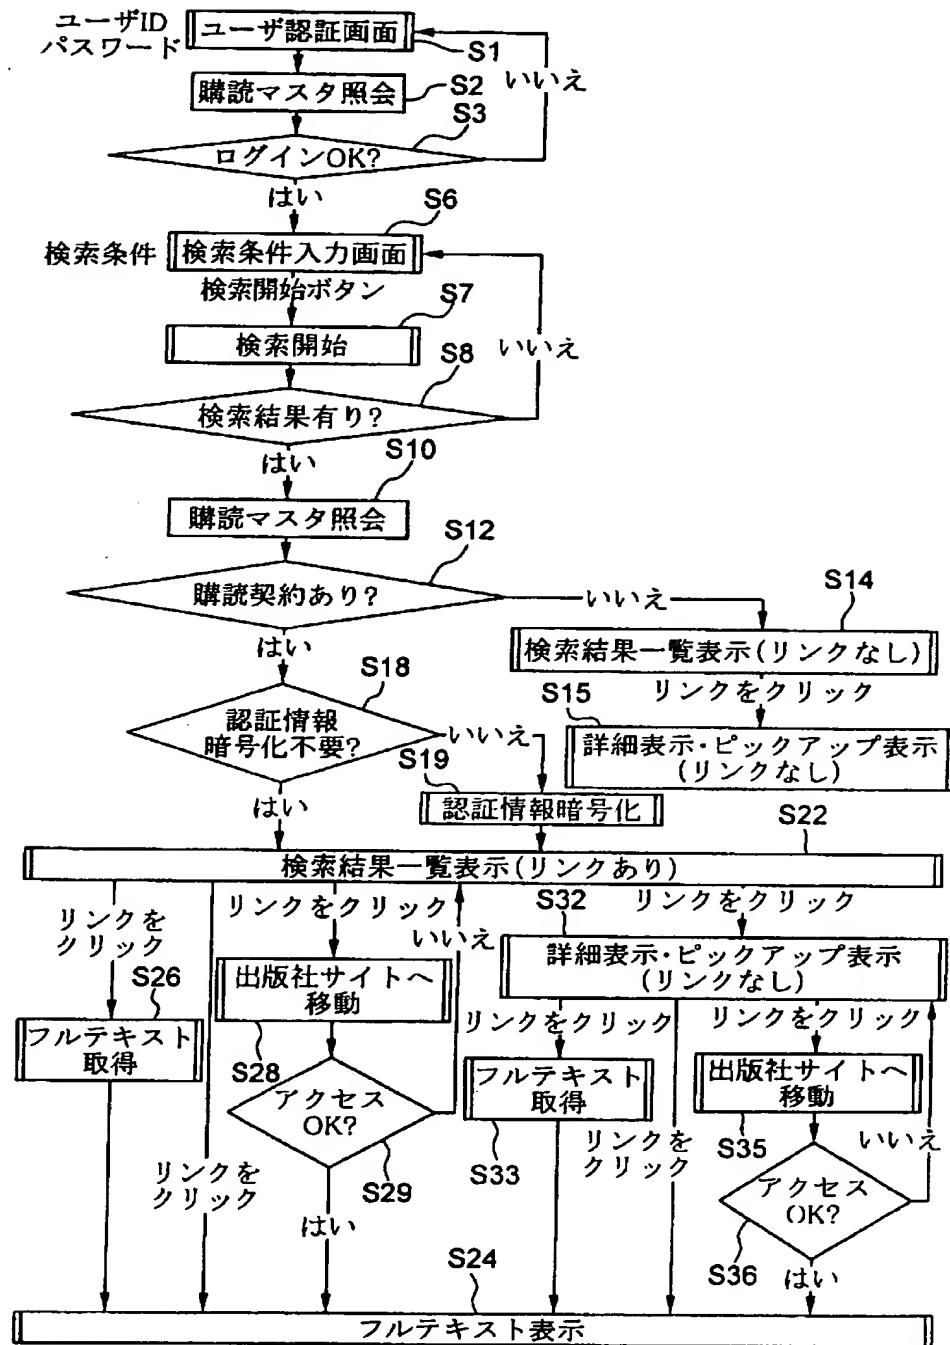 ユーザID
パスワード
ユーザ認証画面
S1
いいえ
購読マスタ照会
S2
S3
ログインOK?
はい
S6
検索条件
検索条件入力画面
検索開始ボタン
S7
検索開始
いいえ
S8
検索結果有り?
はい
S10
購読マスタ照会
S12
購読契約あり?
いいえ
S14
はい
検索結果一覧表示(リンクなし)
S18
リンクをクリック
S15
認証情報
暗号化不要?
いいえ
詳細表示・ピックアップ表示
(リンクなし)
S19
はい
認証情報暗号化
S22
検索結果一覧表示(リンクあり)
リンクを
クリック
リンクをクリック
いいえ
S32
リンクをクリック
詳細表示・ピックアップ表示
(リンクなし)
S26
出版社サイトへ
移動
リンクをクリック
リンクをクリック
フルテキスト
取得
S28
アクセス
OK?
フルテキスト
取得
出版社サイトへ
移動
S35
いいえ
リンクを
クリック
S29
S33
リンクを
クリック
アクセス
OK?
はい
S24
S36
はい
フルテキスト表示